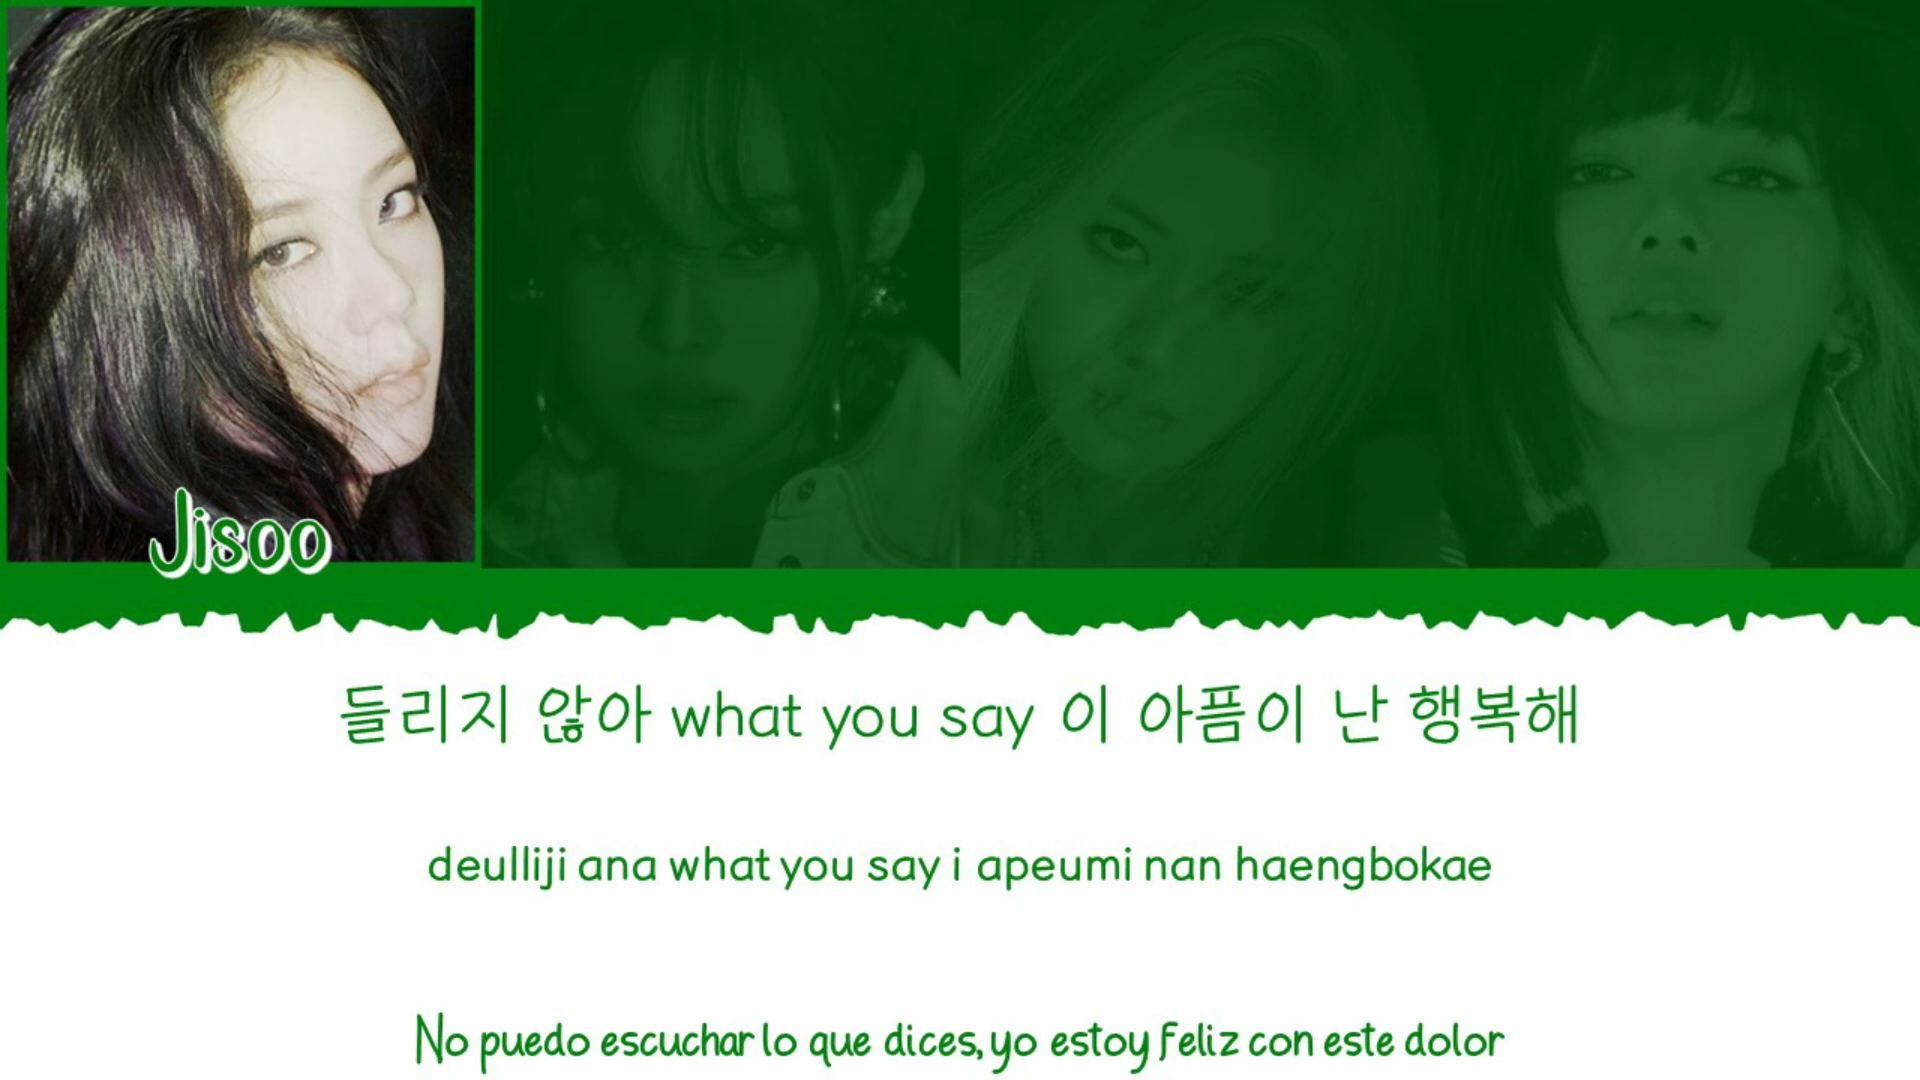 Jisoo
들리지 않아 what you say 이 아픔이 난 행복해
deulliji ana what you say i apeumi nan haengbokae
No puedo escuchar lo que dices, yo estoy feliz con este dolor